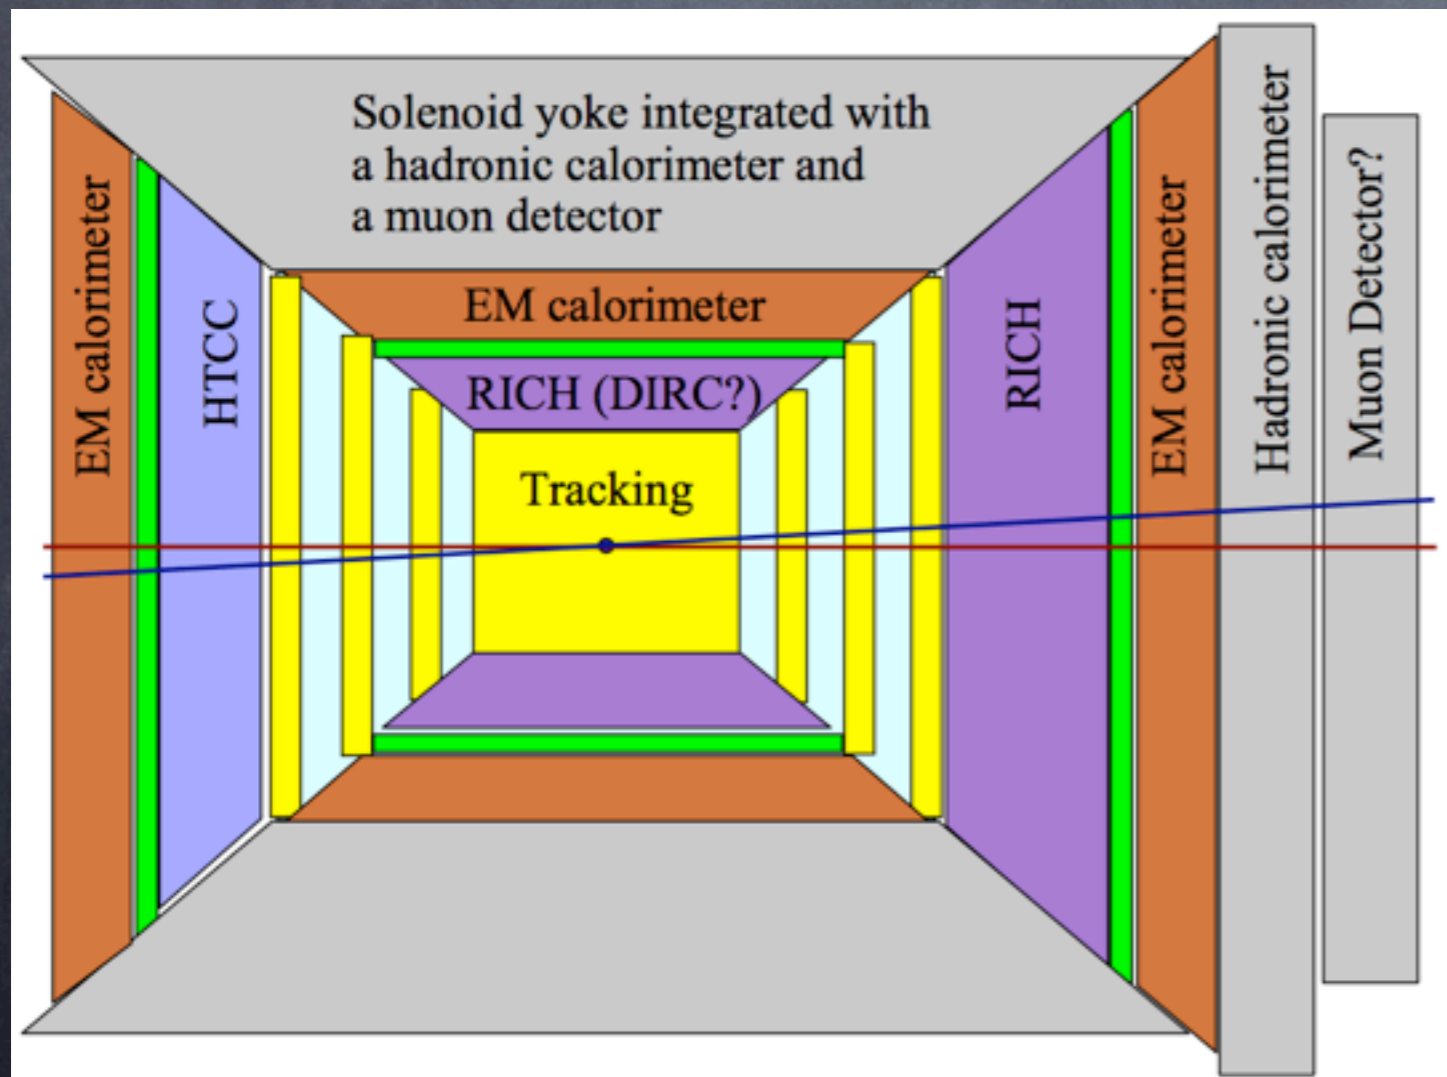 Solenoid yoke integrated with
a hadronic calorimeter and
a muon detector
EM calorimeter
HTCC
EM calorimeter
RICH (DIRC?)
Tracking
RICH
EM calorimeter
Hadronic calorimeter
Muon Detector?